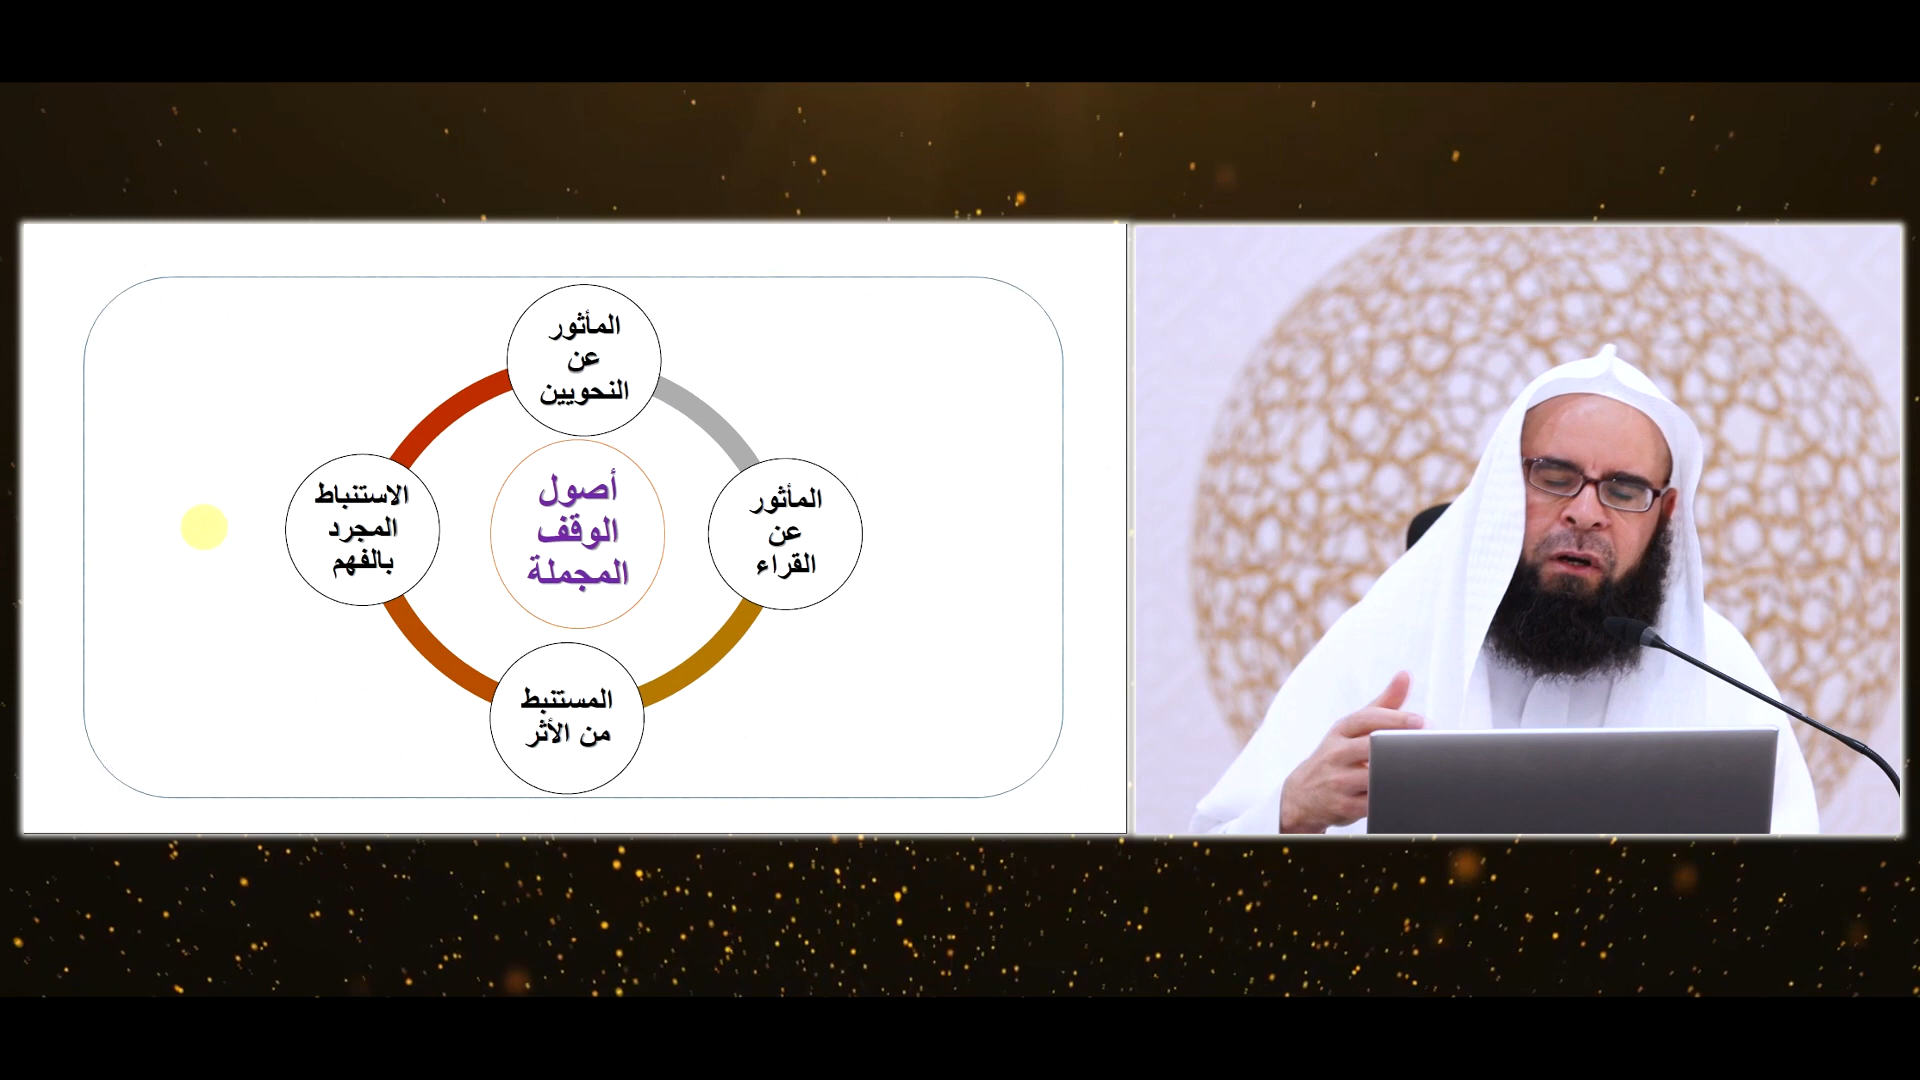 المأثور
عن
النحويين
أصول
الوقف
المجملة
المأثور
عن
القراء
الاستنباط
المجرد
بالفهم
المستنبط
من الأثر